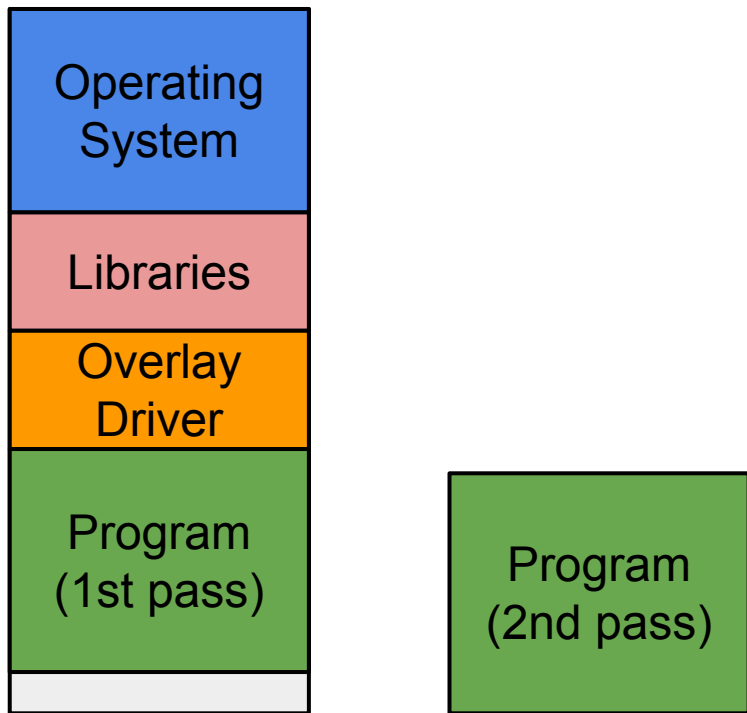 Operating
System
Libraries
Overlay
Driver
Program
(1st pass)
Program
(2nd pass)